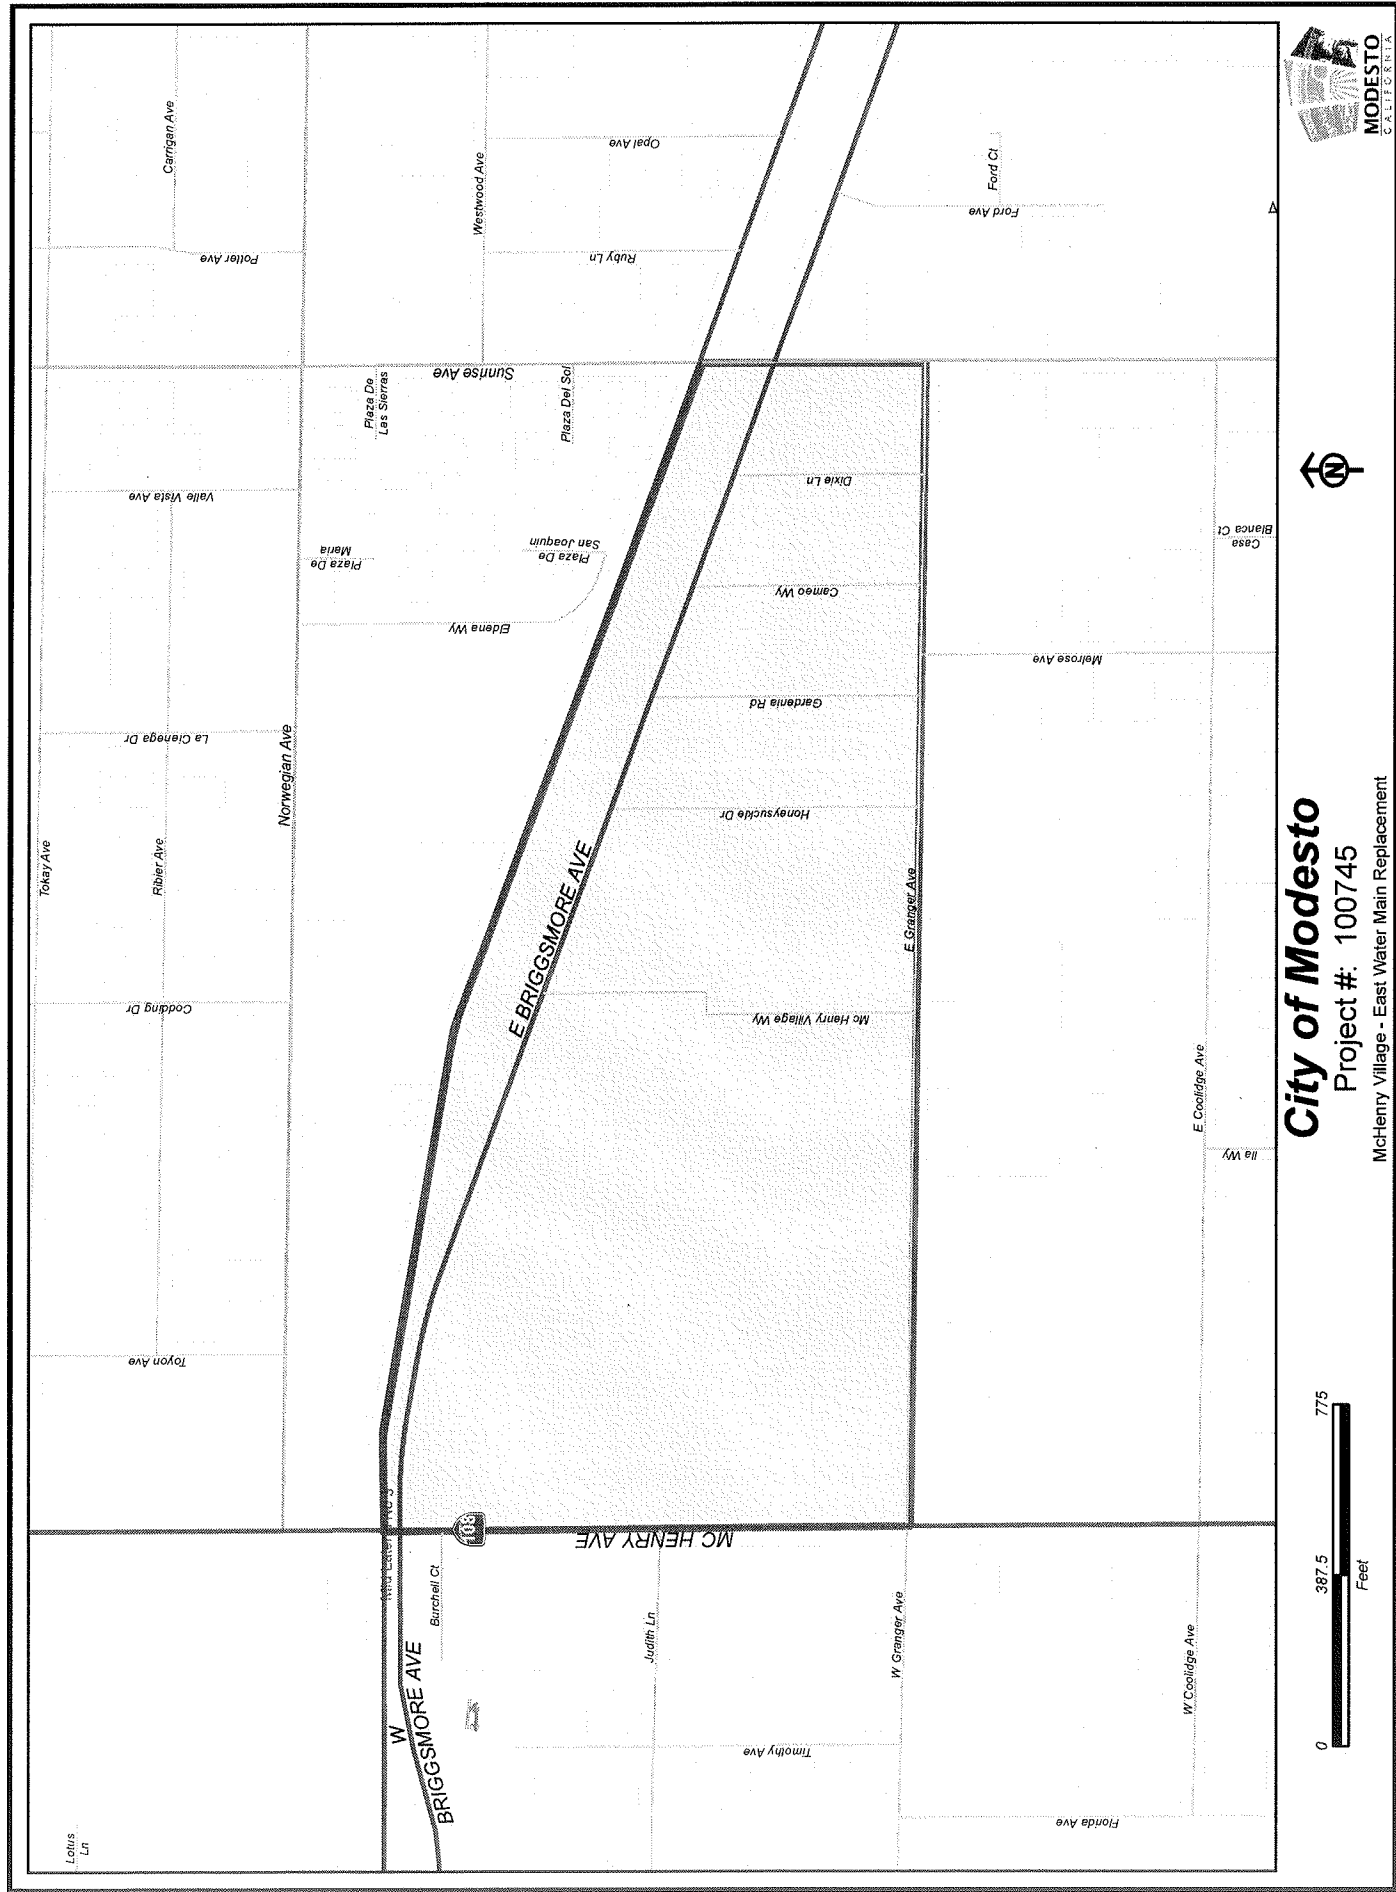 Lotus
Ln
Tokay Ave
Ribier Ave
Carrigan Ave
Toyon Ave
Codding Dr
La Cienega Dr
Valle Vista Ave
Potter Ave
Norwegian Ave
Plaza De
Maria
Plaza De
Las Sierras
Westwood Ave
Sunrise Ave
Eldena Wy
Plaza De
San Joaquin
Plaza Del Sol
Ruby Ln
Opal Ave
W
BRIGGSMORE AVE
Burchell Ct
108
E BRIGGSMORE AVE
MC HENRY AVE
Judith Ln
Timothy Ave
W Granger Ave
Mc Henry Village Wy
Honeysuckle Dr
Gardenia Rd
Cameo Wy
Dixie Ln
E Granger Ave
Ford Ave
Ford Ct
Florida Ave
W Coolidge Ave
E Coolidge Ave
Ila Wy
Melrose Ave
Casa
Blanca Ct
0
387.5
775
Feet
City of Modesto
Project #: 100745
McHenry Village - East Water Main Replacement
N
MODESTO
CALIFORNIA